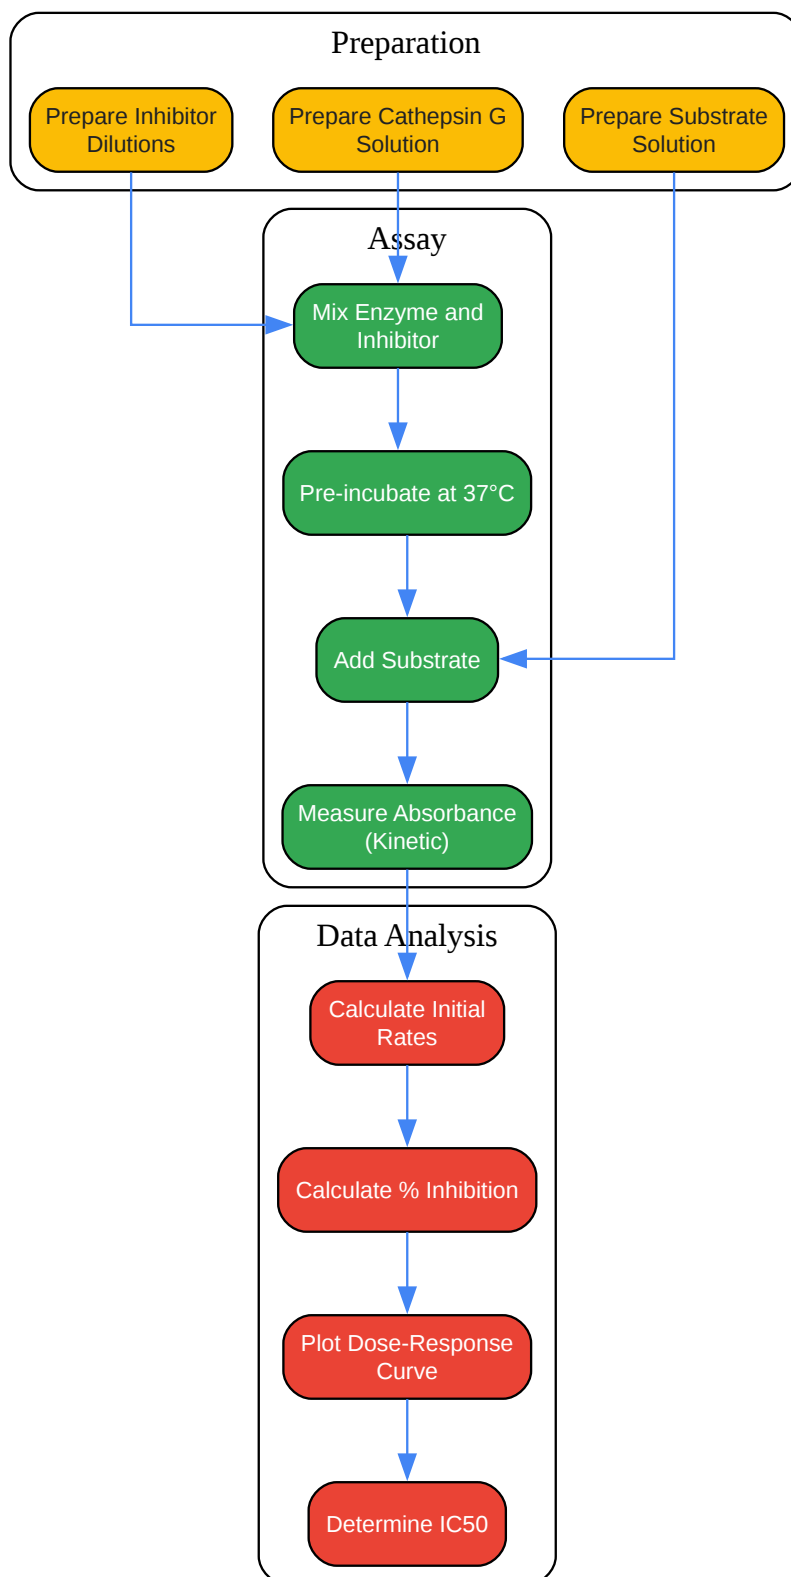 Preparation
Prepare Inhibitor
Dilutions
Prepare Cathepsin G
Solution
Prepare Substrate
Solution
Assay
Mix Enzyme and
Inhibitor
Pre-incubate at 37°C
Add Substrate
Measure Absorbance
(Kinetic)
Data Analysis
Calculate Initial
Rates
Calculate % Inhibition
Plot Dose-Response
Curve
Determine IC50